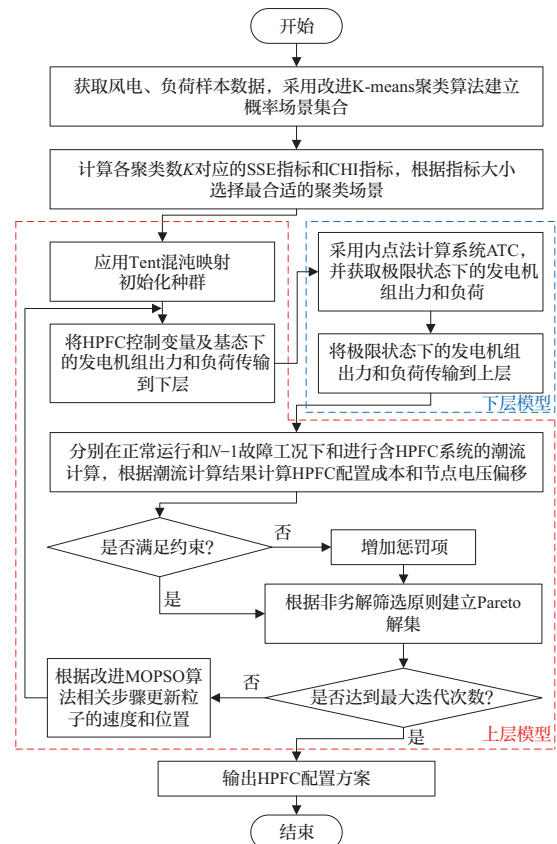 开始
获取风电、负荷样本数据，采用改进K-means聚类算法建立
概率场景集合
计算各聚类数K对应的SSE指标和CHI指标，根据指标大小
选择最合适的聚类场景
应用Tent混沌映射
初始化种群
将HPFC控制变量及基态下
的发电机组出力和负荷传输
到下层
采用内点法计算系统ATC，
并获取极限状态下的发电机
组出力和负荷
将极限状态下的发电机组
出力和负荷传输到上层
下层模型
分别在正常运行和N−1故障工况下和进行含HPFC系统的潮流
计算，根据潮流计算结果计算HPFC配置成本和节点电压偏移
是否满足约束？
否
增加惩罚项
是
根据非劣解筛选原则建立Pareto
解集
根据改进MOPSO算
法相关步骤更新粒
子的速度和位置
否
是否达到最大迭代次数？
是
上层模型
输出HPFC配置方案
结束